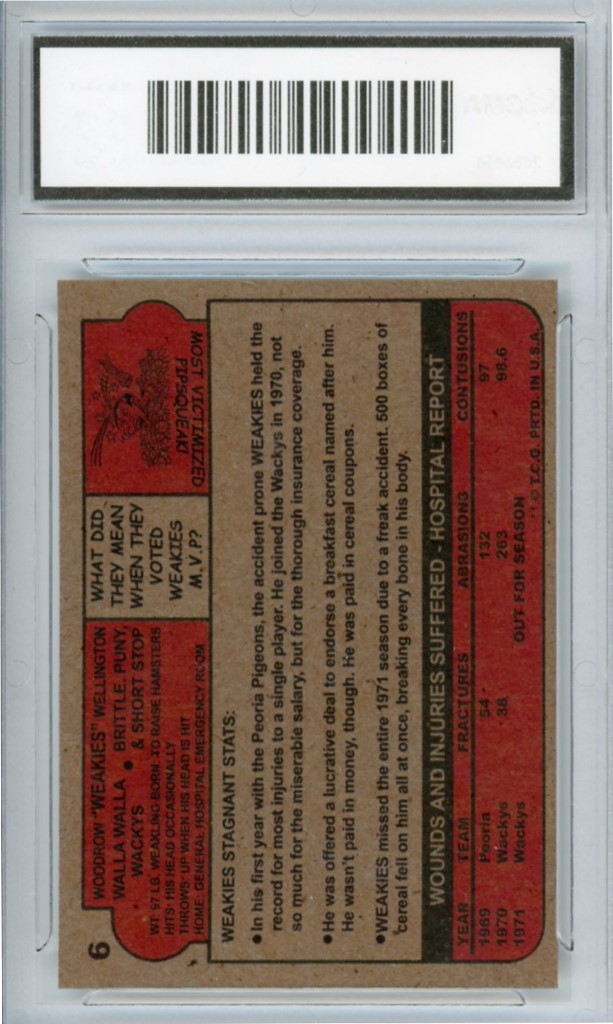 6
WOODROW "WEAKIES" WELLINGTON
WALLA WALLA • BRITTLE, PUNY,
WACKYS & SHORT STOP
WT: 97 LB. WEAKLING-BORN: TO RAISE HAMSTERS
HITS: HIS HEAD OCCASIONALLY
THROWS: UP WHEN HIS HEAD IS HIT
HOME: GENERAL HOSPITAL EMERGENCY ROOM
WHAT DID
THEY MEAN
WHEN THEY
VOTED
WEAKIES
M.V.P?
MOST VICTIMIZED
PIPSQUEAK!
WEAKIES STAGNANT STATS:
• In his first year with the Peoria Pigeons, the accident prone WEAKIES held the
record for most injuries to a single player. He joined the Wackys in 1970, not
so much for the miserable salary, but for the thorough insurance coverage.
• He was offered a lucrative deal to endorse a breakfast cereal named after him.
He wasn't paid in money, though. He was paid in cereal coupons.
• WEAKIES missed the entire 1971 season due to a freak accident. 500 boxes of
cereal fell on him all at once, breaking every bone in his body.
WOUNDS AND INJURIES SUFFERED - HOSPITAL REPORT
YEAR TEAM FRACTURES ABRASIONS CONTUSIONS
1969 Peoria 54 132 97
1970 Wackys 38 263 98.6
1971 Wackys OUT FOR SEASON
© T.C.G. PRTD. IN U.S.A.